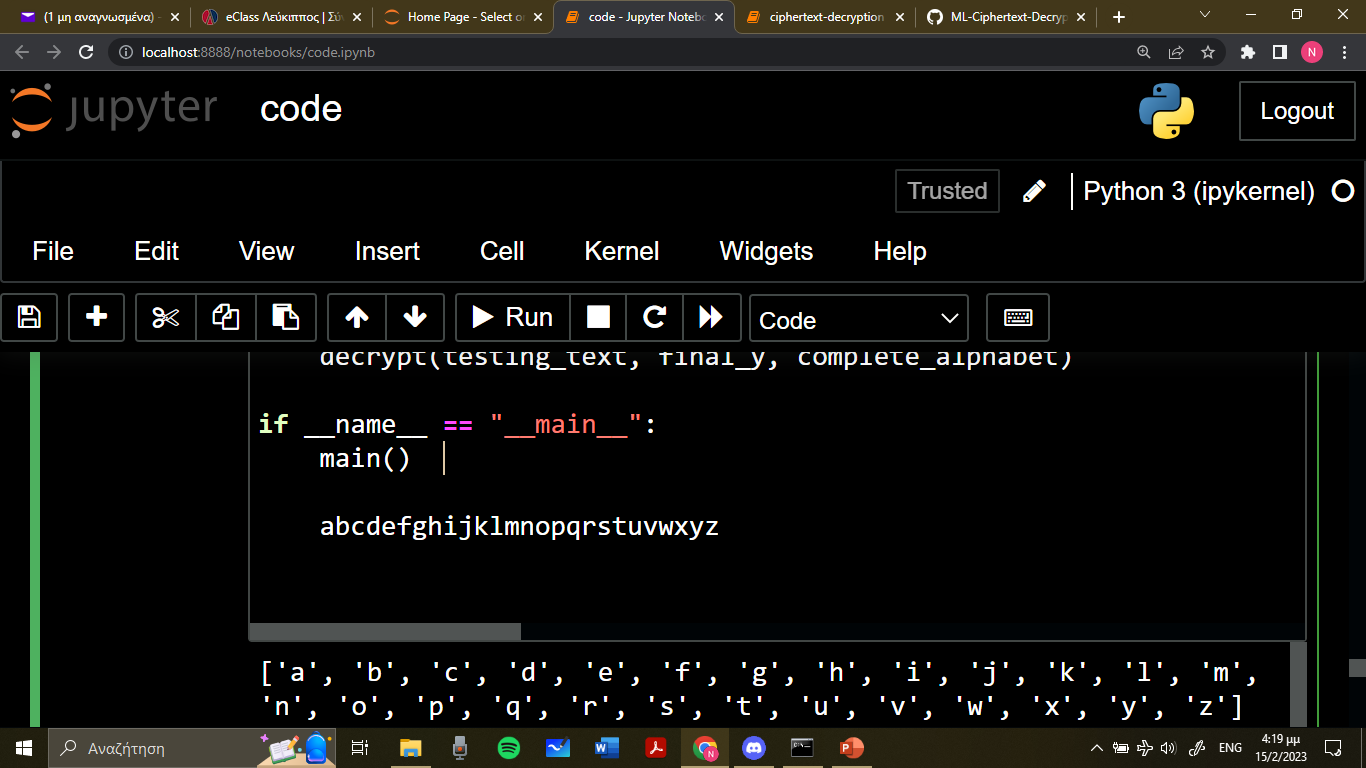 (1 μη αναγνωσμένα)
eClass Λεύκιππος | Σύν
Home Page - Select o
code - Jupyter Notebo
ciphertext-decryption
ML-Ciphertext-Decryp
localhost:8888/notebooks/code.ipynb
N
jupyter code
Logout
Trusted
Python 3 (ipykernel)
File Edit View Insert Cell Kernel Widgets Help
Run
Code
decrypt(testing_text, final_y, complete_alphabet)
if __name__ == "__main__":
main()
abcdefghijklmnopqrstuvwxyz
['a', 'b', 'c', 'd', 'e', 'f', 'g', 'h', 'i', 'j', 'k', 'l', 'm',
'n', 'o', 'p', 'q', 'r', 's', 't', 'u', 'v', 'w', 'x', 'y', 'z']
Αναζήτηση
ENG
4:19 μμ
15/2/2023